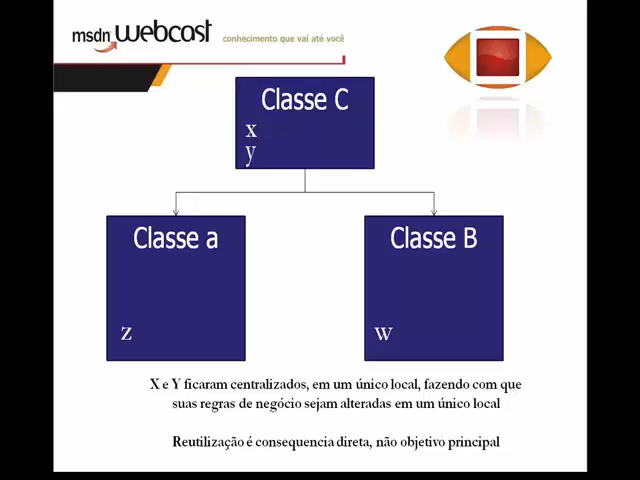 msdn webcast conhecimento que vai até você
Classe C
x
y
Classe a
Classe B
z
w
X e Y ficaram centralizados, em um único local, fazendo com que
suas regras de negócio sejam alteradas em um único local
Reutilização é consequencia direta, não objetivo principal